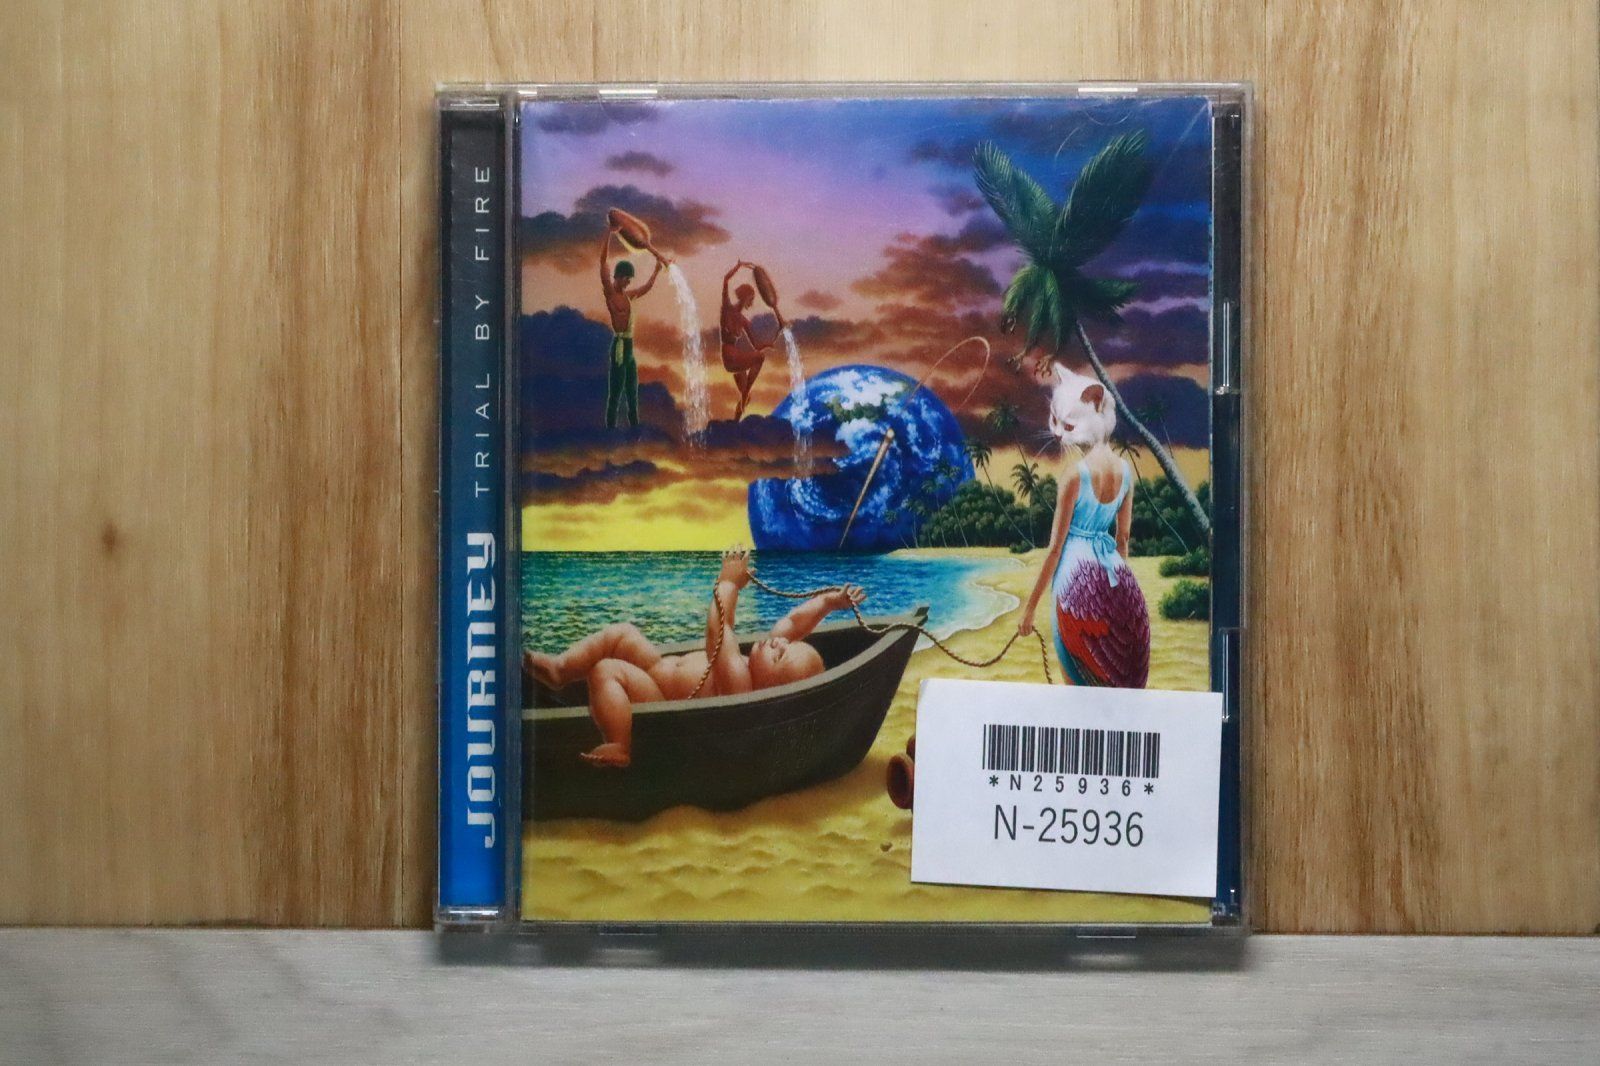 JOURNEY TRIAL BY FIRE
*N25936*
N-25936